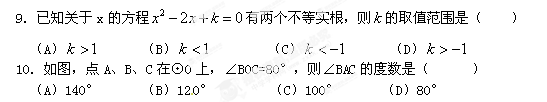 9. 已知关于 x 的方程 x² − 2x + k = 0 有两个不等实根，则 k 的取值范围是（ ）
(A) k > 1 (B) k < 1 (C) k < −1 (D) k > −1
10. 如图，点 A、B、C 在⊙O 上，∠BOC=80°，则∠BAC 的度数是（ ）
(A) 140° (B) 120° (C) 100° (D) 80°